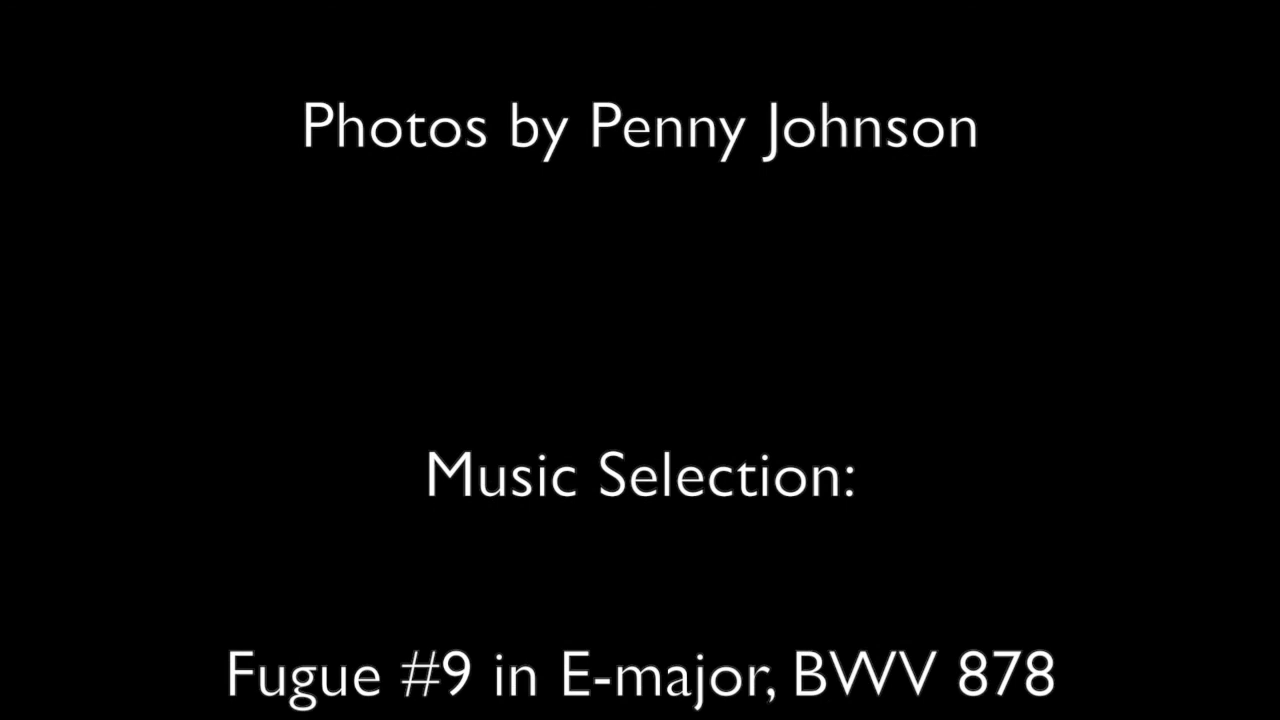 Photos by Penny Johnson
Music Selection:
Fugue #9 in E-major, BWV 878